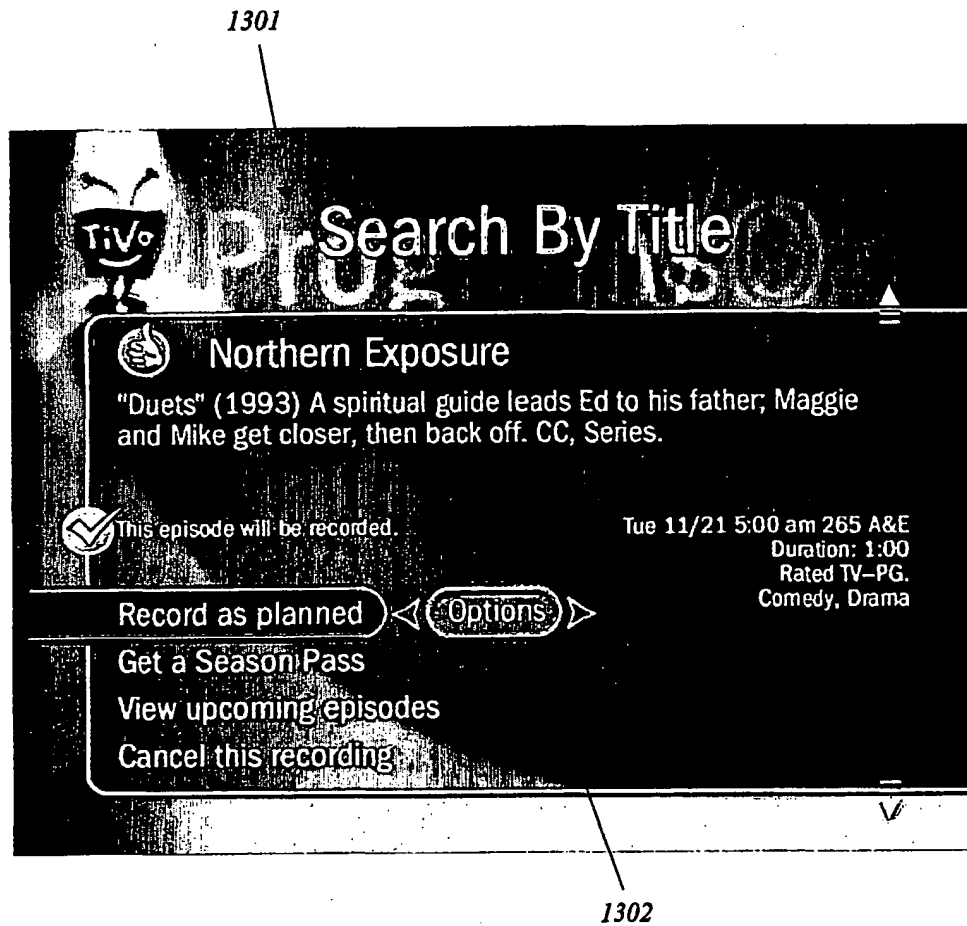 1301
TiVo
Search By Title
Northern Exposure
"Duets" (1993) A spiritual guide leads Ed to his father; Maggie
and Mike get closer, then back off. CC, Series.
This episode will be recorded.
Tue 11/21 5:00 am 265 A&E
Duration: 1:00
Rated TV–PG.
Comedy, Drama
Record as planned
Options
Get a Season Pass
View upcoming episodes
Cancel this recording
1302